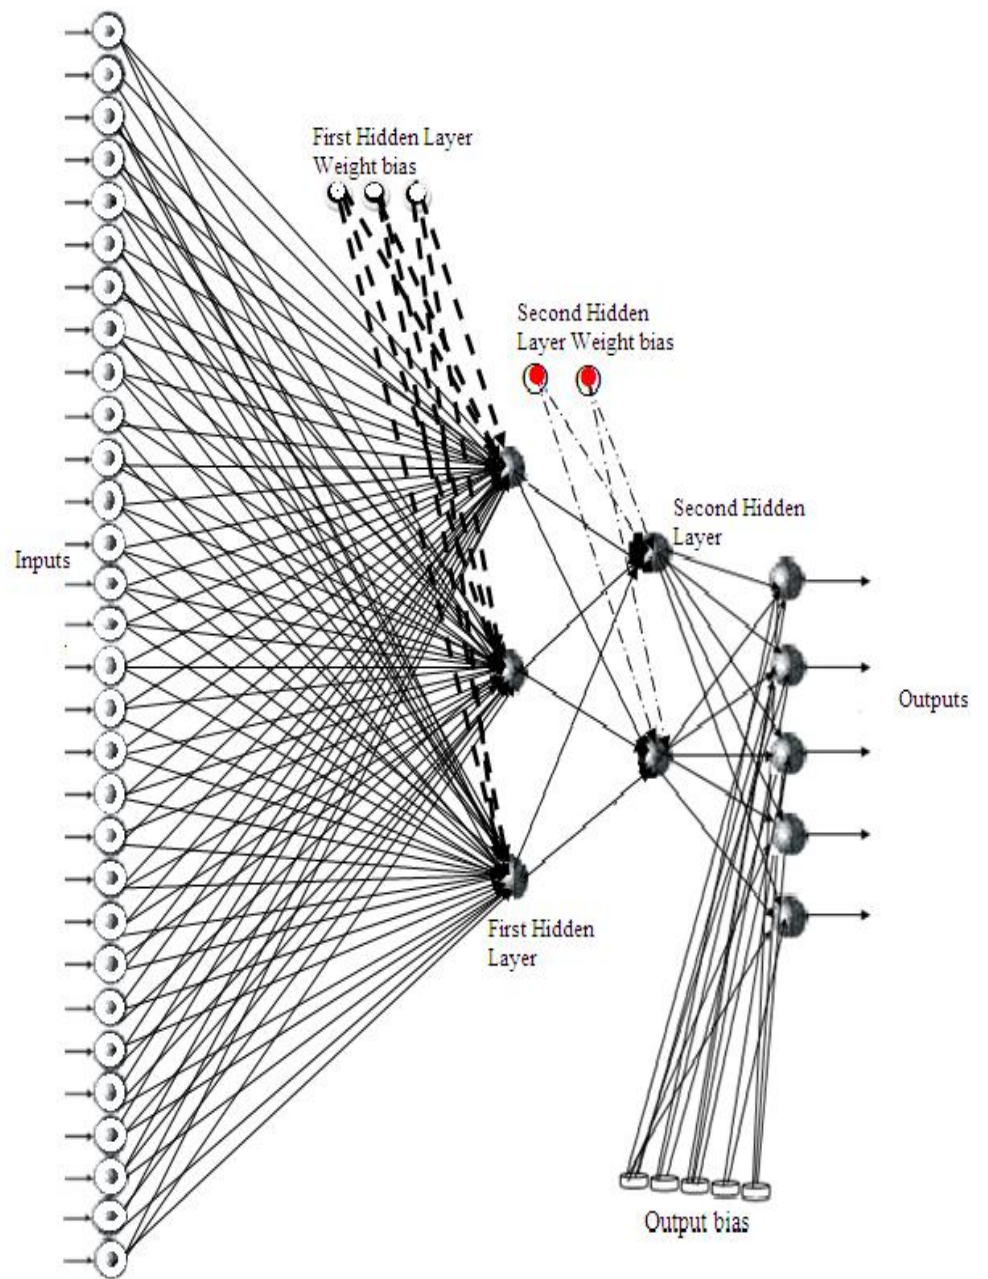 First Hidden Layer
Weight bias
Second Hidden
Layer Weight bias
Second Hidden
Layer
Inputs
Outputs
First Hidden
Layer
Output bias